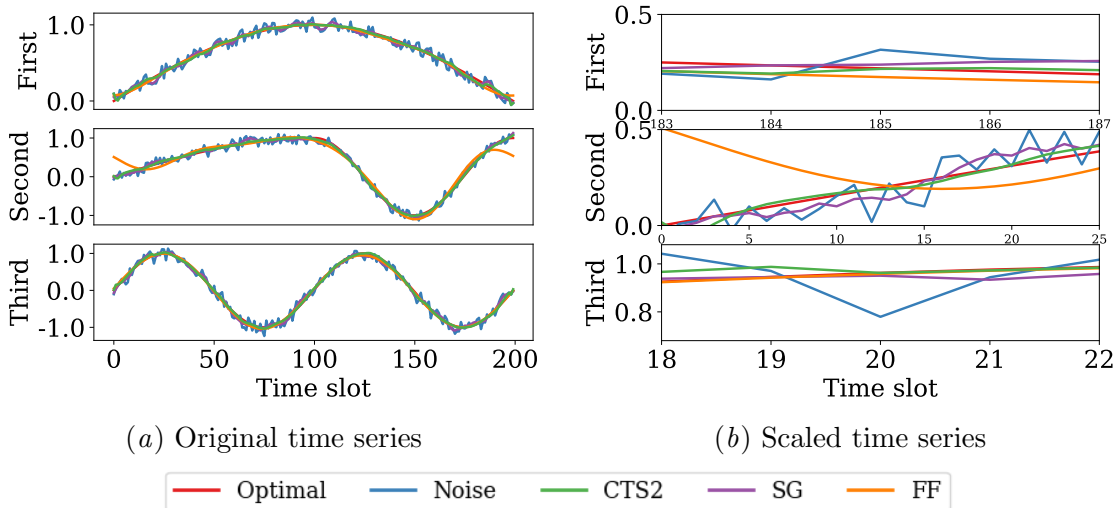 First
1.0
0.0
Second
1.0
0.0
-1.0
Third
1.0
0.0
-1.0
0 50 100 150 200
Time slot
(a) Original time series
First
0.5
0.0
183 184 185 186 187
Second
0.5
0.0
0 5 10 15 20 25
Third
1.0
0.8
18 19 20 21 22
Time slot
(b) Scaled time series
Optimal Noise CTS2 SG FF